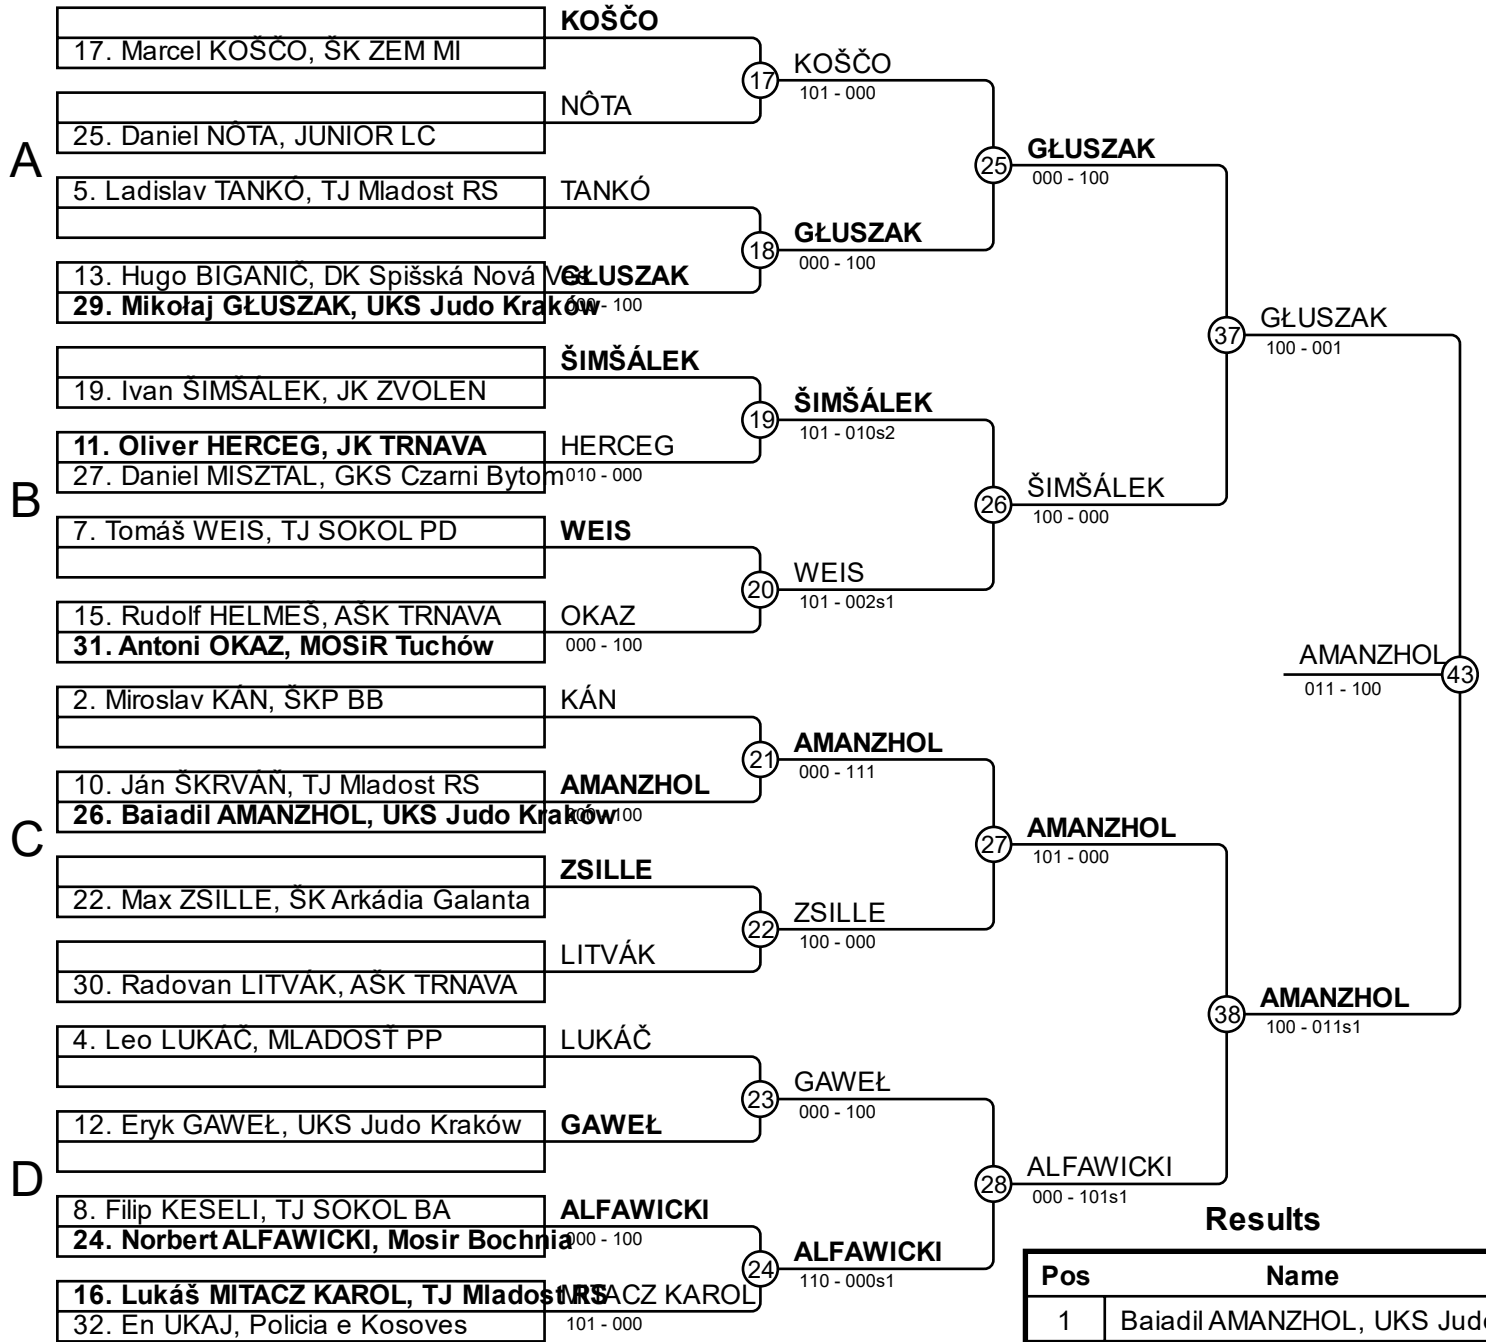 KOŠČO
17. Marcel KOŠČO, ŠK ZEM MI
17
KOŠČO
101 - 000
NÔTA
25. Daniel NÔTA, JUNIOR LC
A
25
GŁUSZAK
000 - 100
5. Ladislav TANKÓ, TJ Mladost RS
TANKÓ
18
GŁUSZAK
000 - 100
13. Hugo BIGANIČ, DK Spišská Nová Ves
GŁUSZAK
29. Mikołaj GŁUSZAK, UKS Judo Kraków
000 - 100
37
GŁUSZAK
100 - 001
ŠIMŠÁLEK
19. Ivan ŠIMŠÁLEK, JK ZVOLEN
19
ŠIMŠÁLEK
101 - 010s2
11. Oliver HERCEG, JK TRNAVA
HERCEG
27. Daniel MISZTAL, GKS Czarni Bytom
010 - 000
B
26
ŠIMŠÁLEK
100 - 000
7. Tomáš WEIS, TJ SOKOL PD
WEIS
20
WEIS
101 - 002s1
15. Rudolf HELMEŠ, AŠK TRNAVA
OKAZ
31. Antoni OKAZ, MOSiR Tuchów
000 - 100
AMANZHOL
43
011 - 100
2. Miroslav KÁN, ŠKP BB
KÁN
21
AMANZHOL
000 - 111
10. Ján ŠKRVÁŇ, TJ Mladost RS
AMANZHOL
26. Baiadil AMANZHOL, UKS Judo Kraków
000 - 100
C
27
AMANZHOL
101 - 000
ZSILLE
22. Max ZSILLE, ŠK Arkádia Galanta
22
ZSILLE
100 - 000
LITVÁK
30. Radovan LITVÁK, AŠK TRNAVA
38
AMANZHOL
100 - 011s1
4. Leo LUKÁČ, MLADOSŤ PP
LUKÁČ
23
GAWEŁ
000 - 100
12. Eryk GAWEŁ, UKS Judo Kraków
GAWEŁ
D
28
ALFAWICKI
000 - 101s1
8. Filip KESELI, TJ SOKOL BA
ALFAWICKI
24. Norbert ALFAWICKI, Mosir Bochnia
000 - 100
24
ALFAWICKI
110 - 000s1
16. Lukáš MITACZ KAROL, TJ Mladost RS
MITACZ KAROL
32. En UKAJ, Policia e Kosoves
101 - 000
Results
Pos Name
1 Baiadil AMANZHOL, UKS Jud